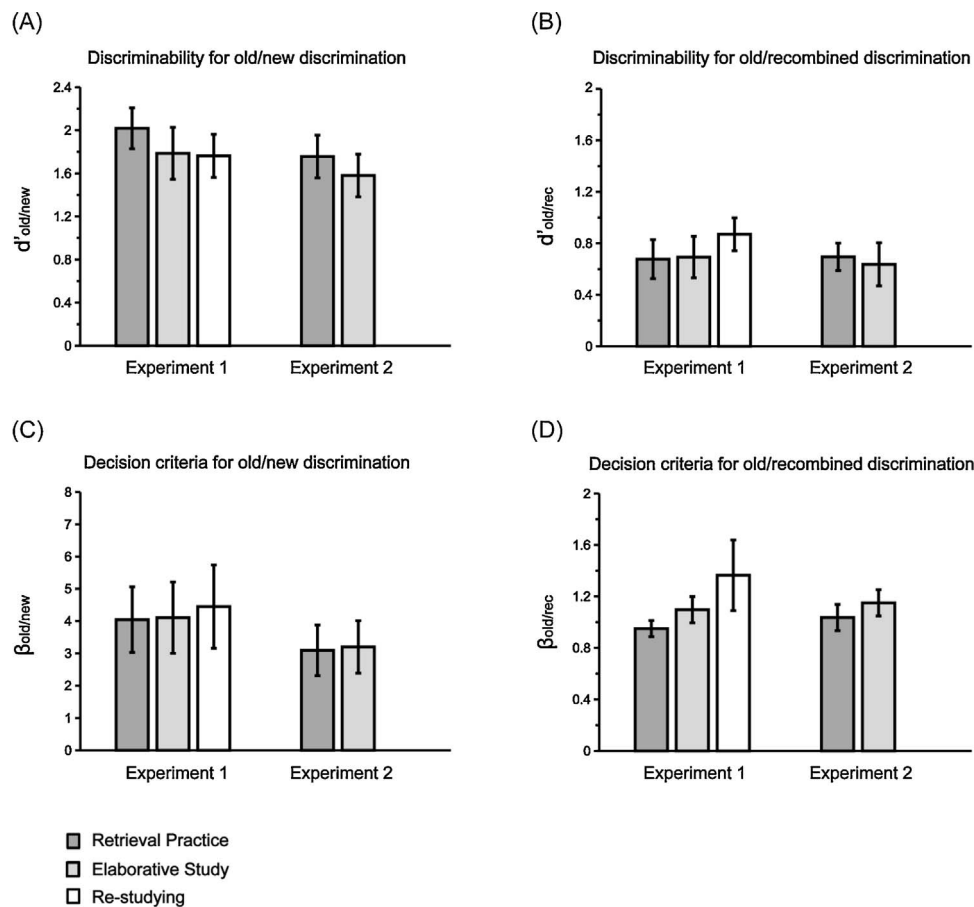 (A)
Discriminability for old/new discrimination
2.4
2
1.6
1.2
0.8
0.4
0
d'old/new
Experiment 1
Experiment 2
(B)
Discriminability for old/recombined discrimination
2
1.6
1.2
0.8
0.4
0
d'old/rec
Experiment 1
Experiment 2
(C)
Decision criteria for old/new discrimination
8
7
6
5
4
3
2
1
0
βold/new
Experiment 1
Experiment 2
(D)
Decision criteria for old/recombined discrimination
2
1.6
1.2
0.8
0.4
0
βold/rec
Experiment 1
Experiment 2
Retrieval Practice
Elaborative Study
Re-studying